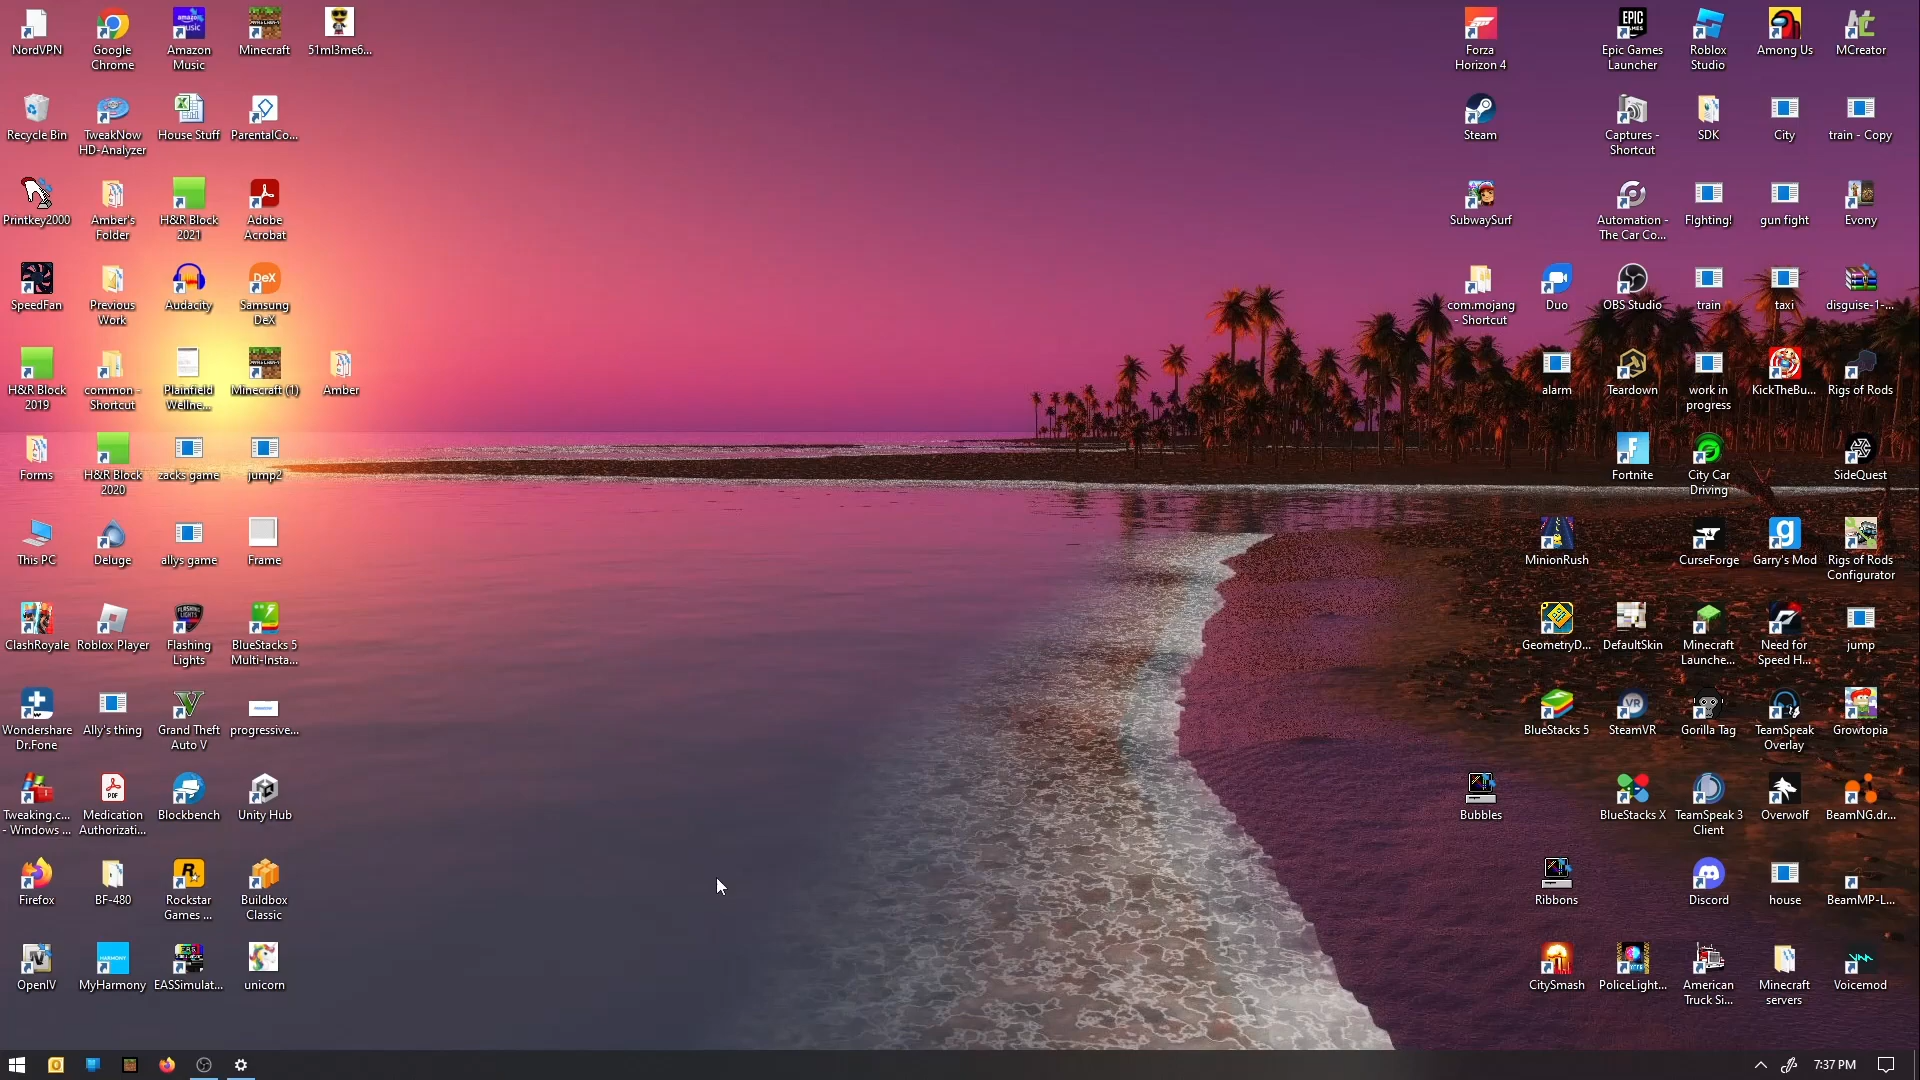 NordVPN
Google
Chrome
Amazon
Music
Minecraft
51ml3me6...
Forza
Horizon 4
Epic Games
Launcher
Roblox
Studio
Among Us
MCreator
Recycle Bin
TweakNow
HD-Analyzer
House Stuff
ParentalCo...
Steam
Captures -
Shortcut
SDK
City
train - Copy
Printkey2000
Amber's
Folder
H&R Block
2021
Adobe
Acrobat
SubwaySurf
Automation -
The Car Co...
FIghting!
gun fight
Evony
SpeedFan
Previous
Work
Audacity
Samsung
DeX
com.mojang
- Shortcut
Duo
OBS Studio
train
taxi
disguise-1-...
H&R Block
2019
common -
Shortcut
Plainfield
Wellne...
Minecraft (1)
Amber
alarm
Teardown
work in
progress
KickTheBu...
Rigs of Rods
Forms
H&R Block
2020
zacks game
jump2
Fortnite
City Car
Driving
SideQuest
This PC
Deluge
allys game
Frame
MinionRush
CurseForge
Garry's Mod
Rigs of Rods
Configurator
ClashRoyale
Roblox Player
Flashing
Lights
BlueStacks 5
Multi-Insta...
GeometryD...
DefaultSkin
Minecraft
Launche...
Need for
Speed H...
jump
Wondershare
Dr.Fone
Ally's thing
Grand Theft
Auto V
progressive...
BlueStacks 5
SteamVR
Gorilla Tag
TeamSpeak
Overlay
Growtopia
Tweaking.c...
- Windows ...
Medication
Authorizati...
Blockbench
Unity Hub
Bubbles
BlueStacks X
TeamSpeak 3
Client
Overwolf
BeamNG.dr...
Firefox
BF-480
Rockstar
Games ...
Buildbox
Classic
Ribbons
Discord
house
BeamMP-L...
OpenIV
MyHarmony
EASSimulat...
unicorn
CitySmash
PoliceLight...
American
Truck Si...
Minecraft
servers
Voicemod
7:37 PM